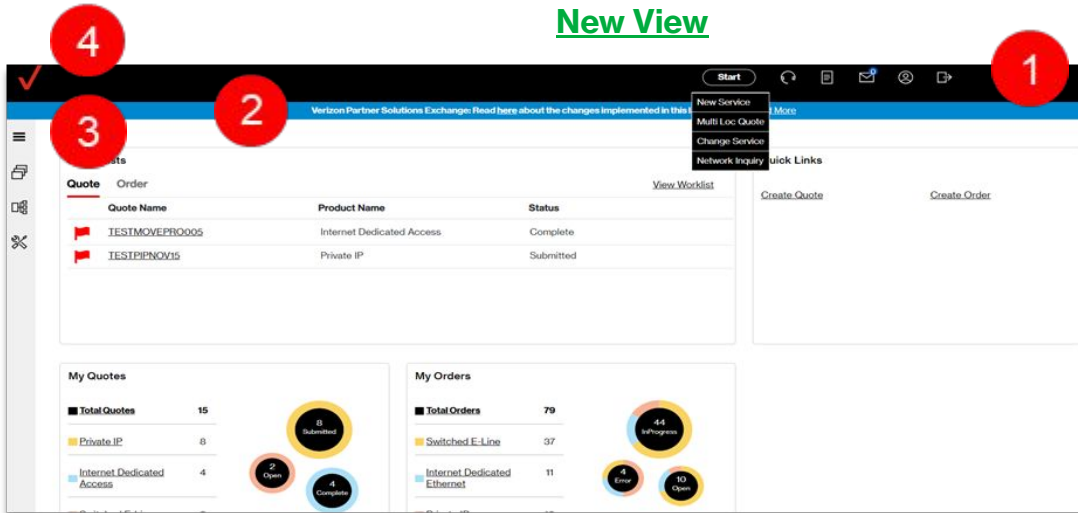 New View
4
1
Start
0
2
Verizon Partner Solutions Exchange: Read here about the changes implemented in this
More
New Service
Multi Loc Quote
Change Service
Network Inquiry
3
Quick Links
Quote Order
View Worklist
Create Quote Create Order
Quote Name Product Name Status
TESTMOVEPRO005 Internet Dedicated Access Complete
TESTPIPNOV15 Private IP Submitted
My Quotes
Total Quotes 15
Private IP 8
Internet Dedicated Access 4
8 Submitted
2 Open
4 Complete
My Orders
Total Orders 79
Switched E-Line 37
Internet Dedicated Ethernet 11
44 InProgress
4 Error
10 Open